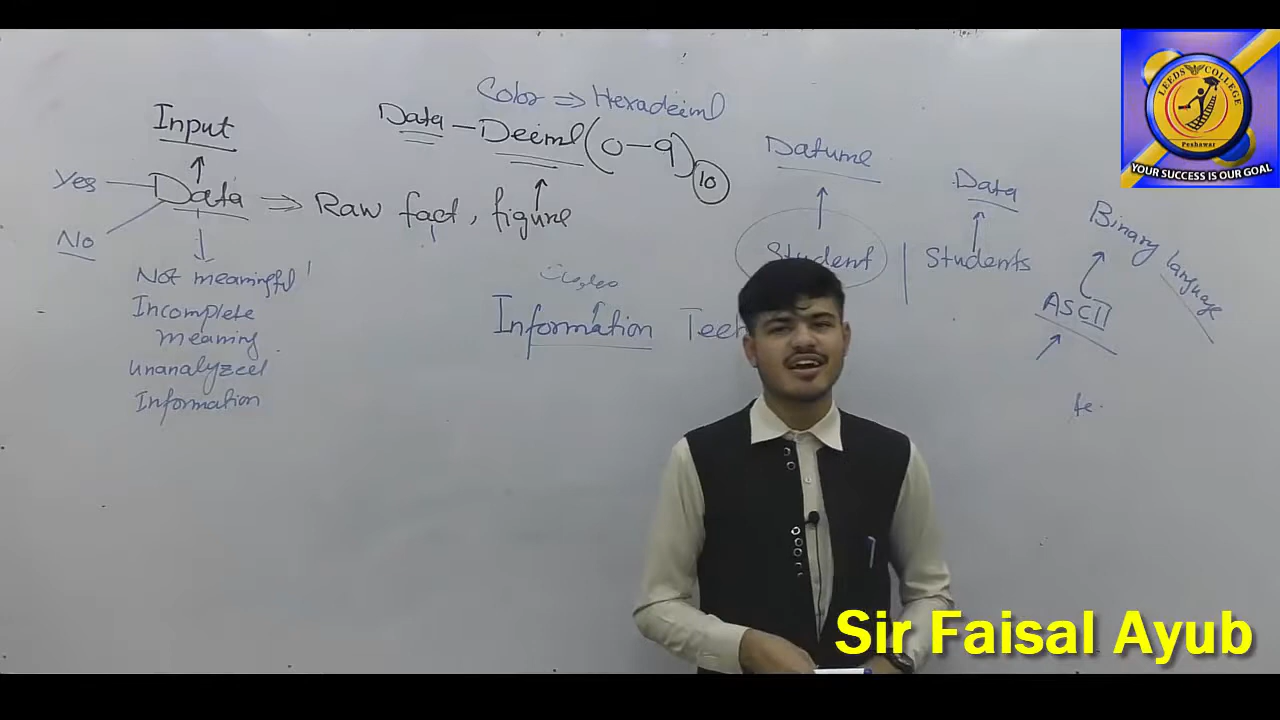 Color ⇒ Hexadeiml
Input
Data - Deiml (0-9)10
Datume
Data
Yes
Data ⇒ Raw fact, figure
No
Student | Students
Binary language
Not meaningful
Incomplete
meaning
unanalyzed
Information
Information Tech
ASCII
te.
LEEDS COLLEGE
Peshawar
YOUR SUCCESS IS OUR GOAL
Sir Faisal Ayub